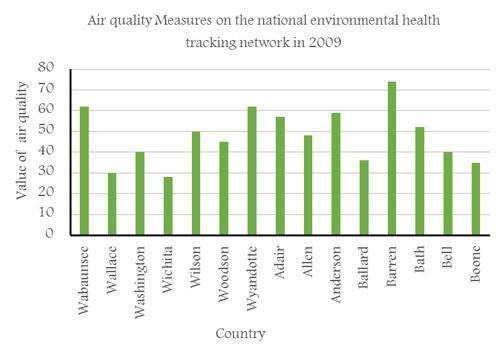 Air quality Measures on the national environmental health
tracking network in 2009
Value of air quality
80
70
60
50
40
30
20
10
0
Wabaunsee
Wallace
Washington
Wichita
Wilson
Woodson
Wyandotte
Adair
Allen
Anderson
Ballard
Barren
Bath
Bell
Boone
Country